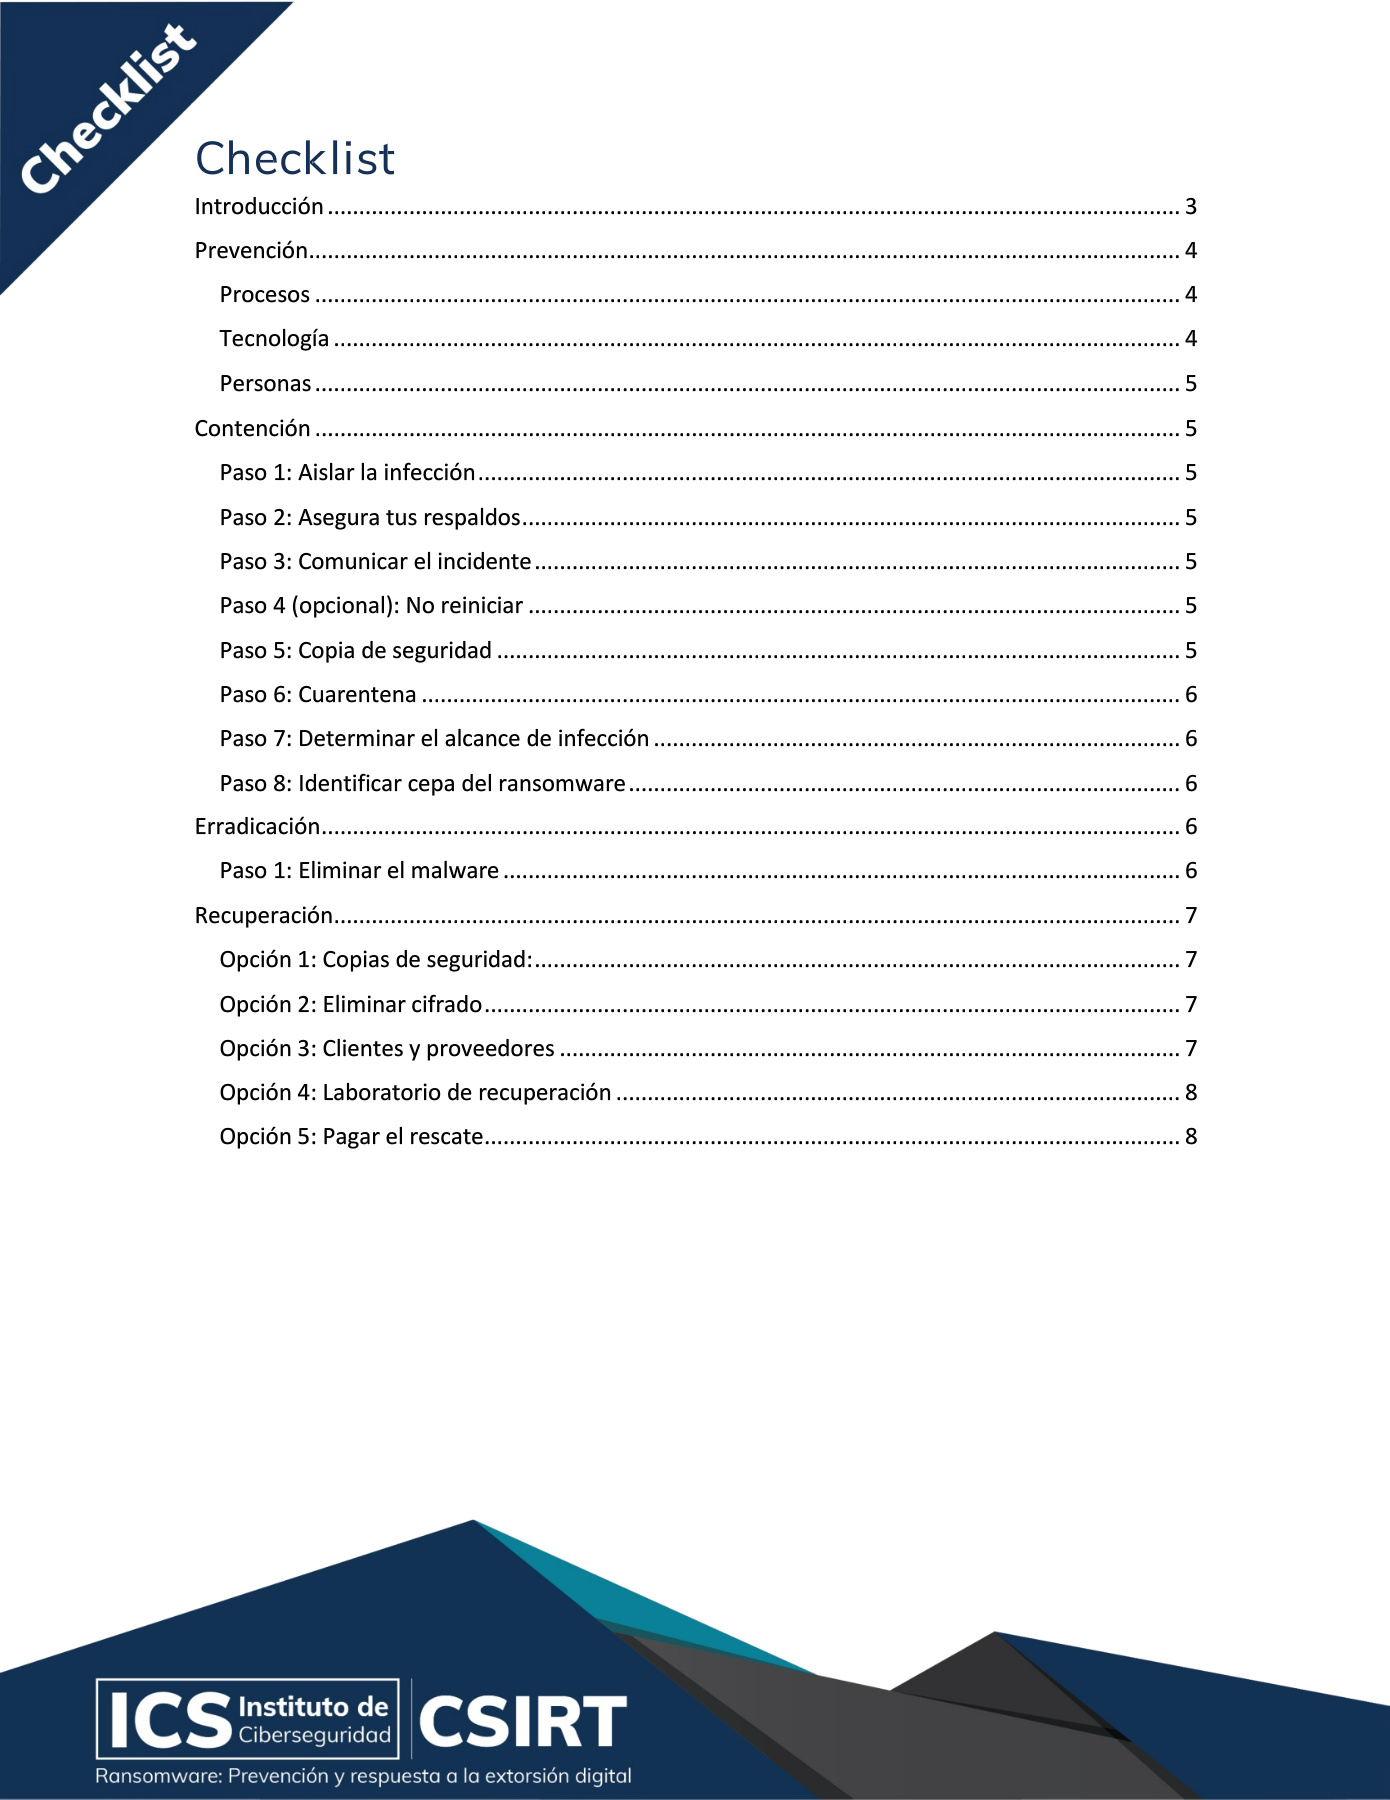 Checklist
Checklist
Introducción ........................................................................................................................................ 3
Prevención........................................................................................................................................... 4
Procesos .......................................................................................................................................... 4
Tecnología ....................................................................................................................................... 4
Personas .......................................................................................................................................... 5
Contención .......................................................................................................................................... 5
Paso 1: Aislar la infección ................................................................................................................ 5
Paso 2: Asegura tus respaldos......................................................................................................... 5
Paso 3: Comunicar el incidente ....................................................................................................... 5
Paso 4 (opcional): No reiniciar ........................................................................................................ 5
Paso 5: Copia de seguridad ............................................................................................................. 5
Paso 6: Cuarentena ......................................................................................................................... 6
Paso 7: Determinar el alcance de infección .................................................................................... 6
Paso 8: Identificar cepa del ransomware ........................................................................................ 6
Erradicación......................................................................................................................................... 6
Paso 1: Eliminar el malware ............................................................................................................ 6
Recuperación....................................................................................................................................... 7
Opción 1: Copias de seguridad:....................................................................................................... 7
Opción 2: Eliminar cifrado............................................................................................................... 7
Opción 3: Clientes y proveedores ................................................................................................... 7
Opción 4: Laboratorio de recuperación .......................................................................................... 8
Opción 5: Pagar el rescate............................................................................................................... 8
ICS Instituto de Ciberseguridad CSIRT
Ransomware: Prevención y respuesta a la extorsión digital